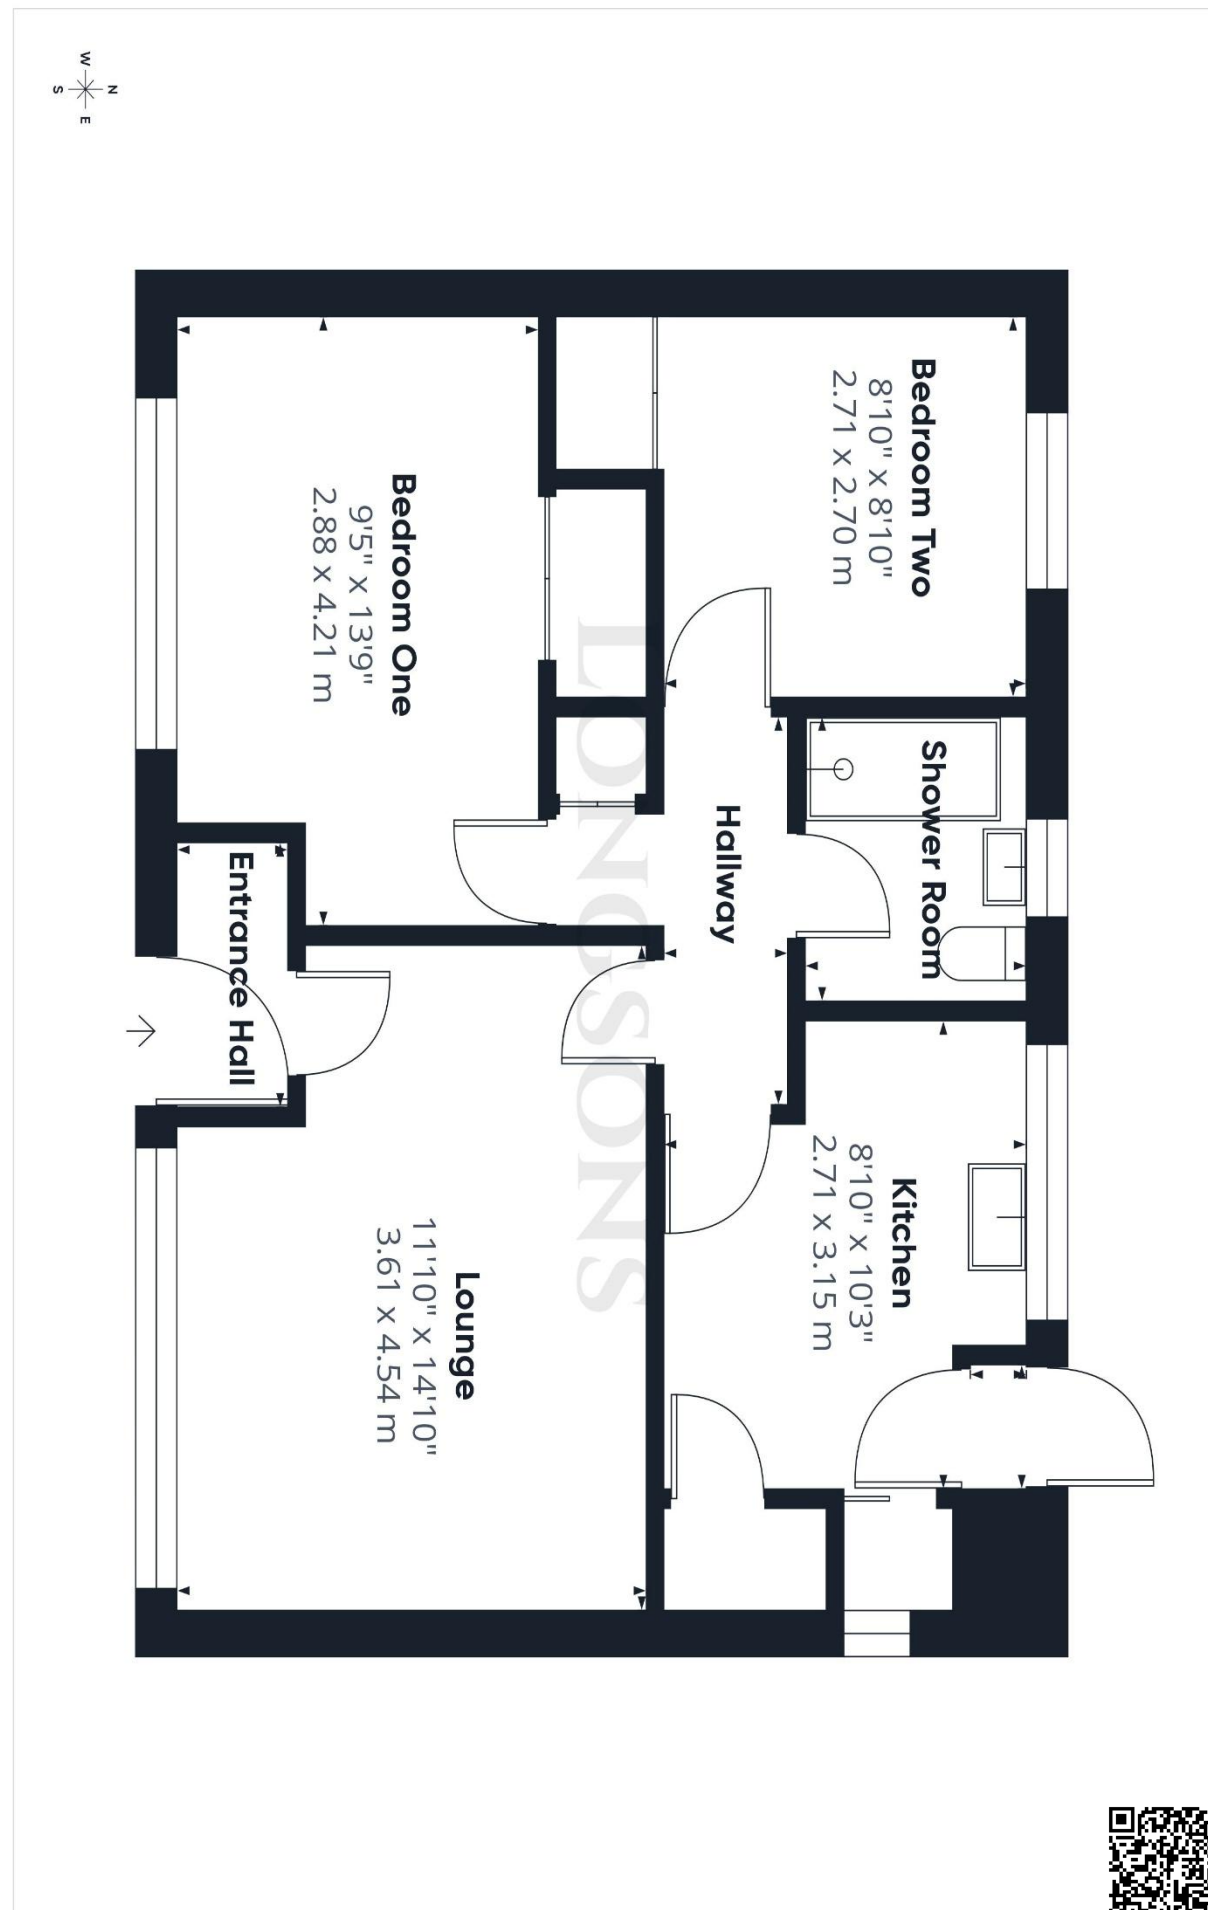 W
N
S
E
Bedroom Two
8'10" x 8'10"
2.71 x 2.70 m
Bedroom One
9'5" x 13'9"
2.88 x 4.21 m
Shower Room
Hallway
Entrance Hall
Kitchen
8'10" x 10'3"
2.71 x 3.15 m
Lounge
11'10" x 14'10"
3.61 x 4.54 m
LONGSONS